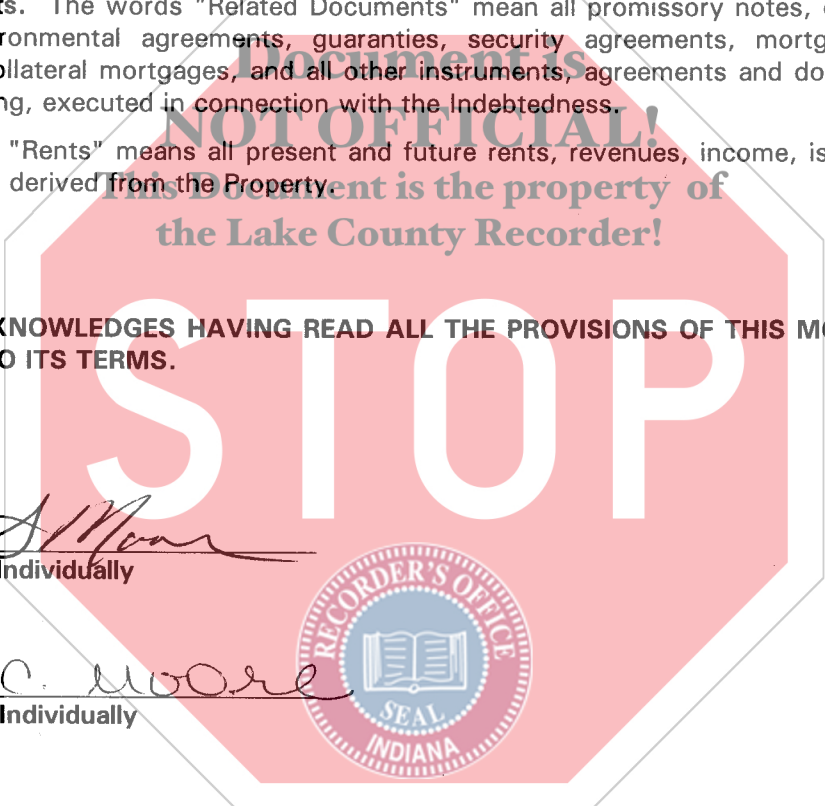 ts. The words "Related Documents" mean all promissory notes,
ronmental agreements, guaranties, security agreements, mortg
ollateral mortgages, and all other instruments, agreements and do
ng, executed in connection with the Indebtedness.
"Rents" means all present and future rents, revenues, income, is
derived from the Property.
Document is
NOT OFFICIAL!
This Document is the property of
the Lake County Recorder!
KNOWLEDGES HAVING READ ALL THE PROVISIONS OF THIS MO
O ITS TERMS.
STOP
Moore
Individually
C. Moore
Individually
RECORDER'S OFFICE
SEAL
INDIANA